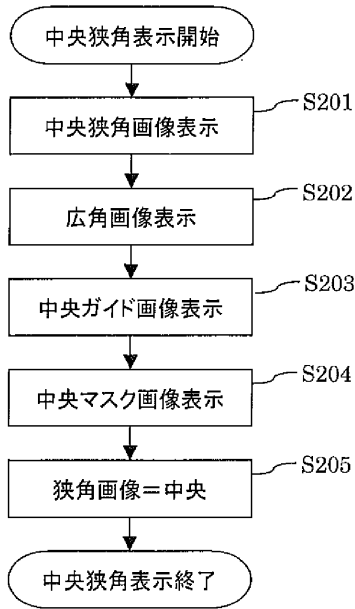 中央狭角表示開始
S201
中央狭角画像表示
S202
広角画像表示
S203
中央ガイド画像表示
S204
中央マスク画像表示
S205
狭角画像＝中央
中央狭角表示終了